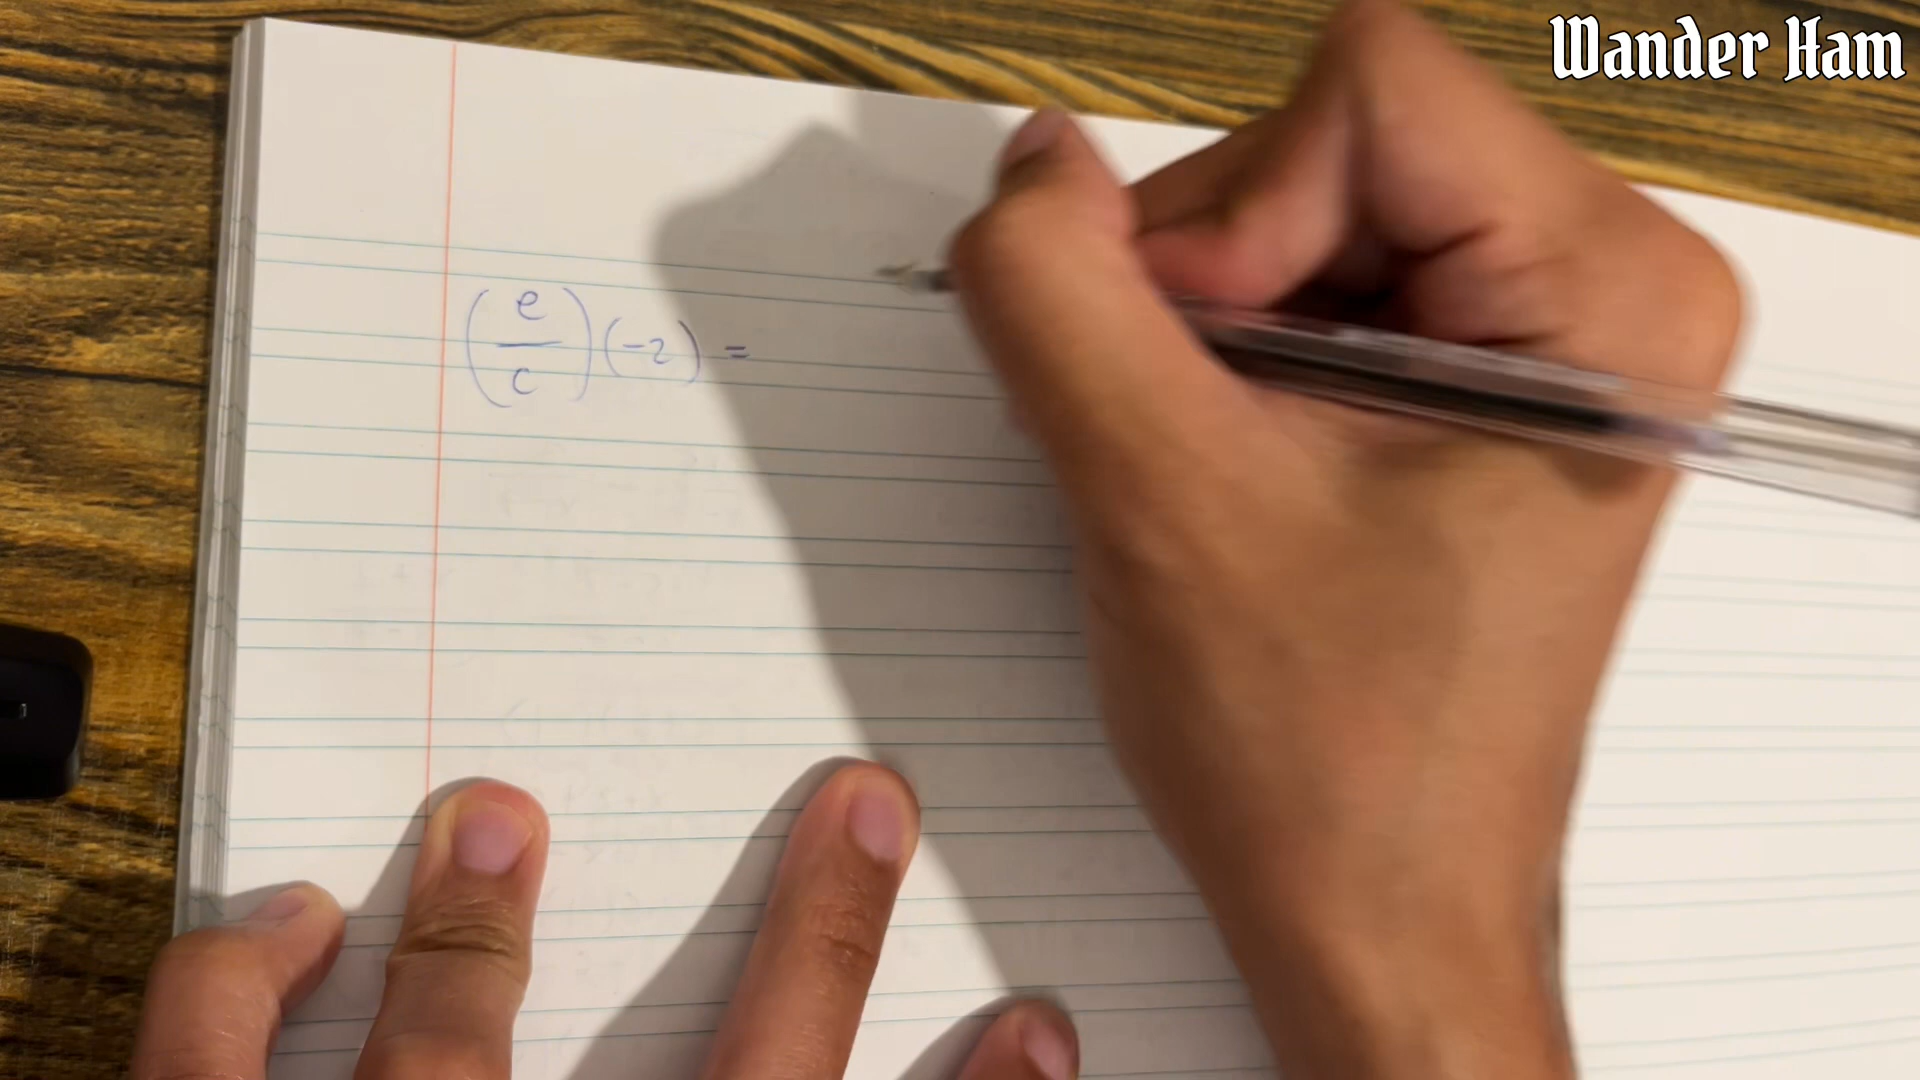 Wander Ham
(e/c)(-2) =